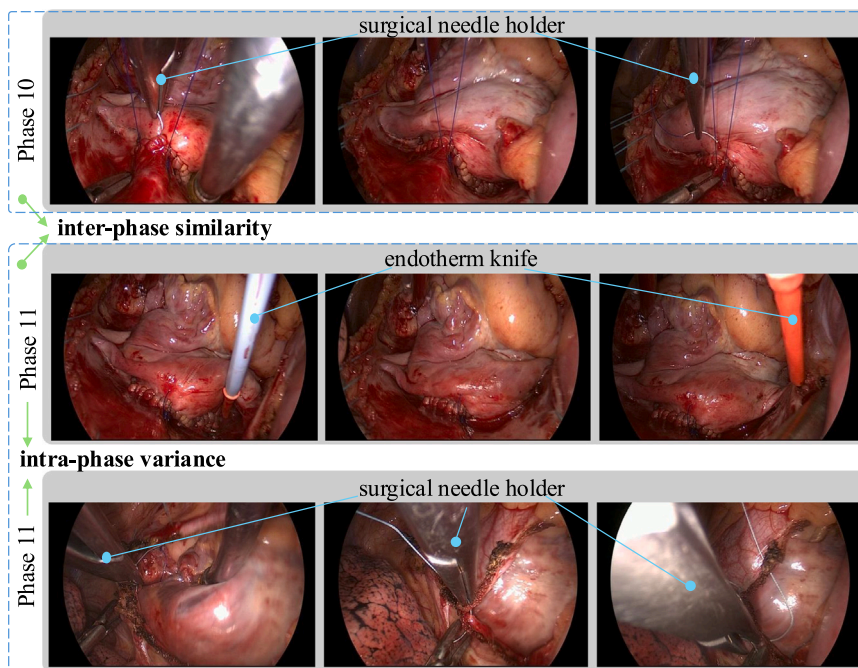 surgical needle holder
Phase 10
inter-phase similarity
endotherm knife
Phase 11
intra-phase variance
surgical needle holder
Phase 11